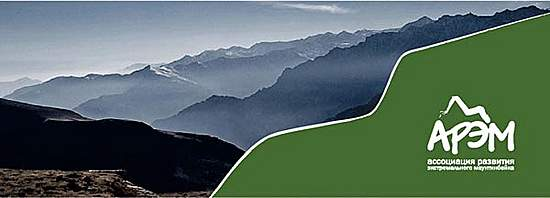 АРЭМ
ассоциация развития
экстремального маунтинбайка